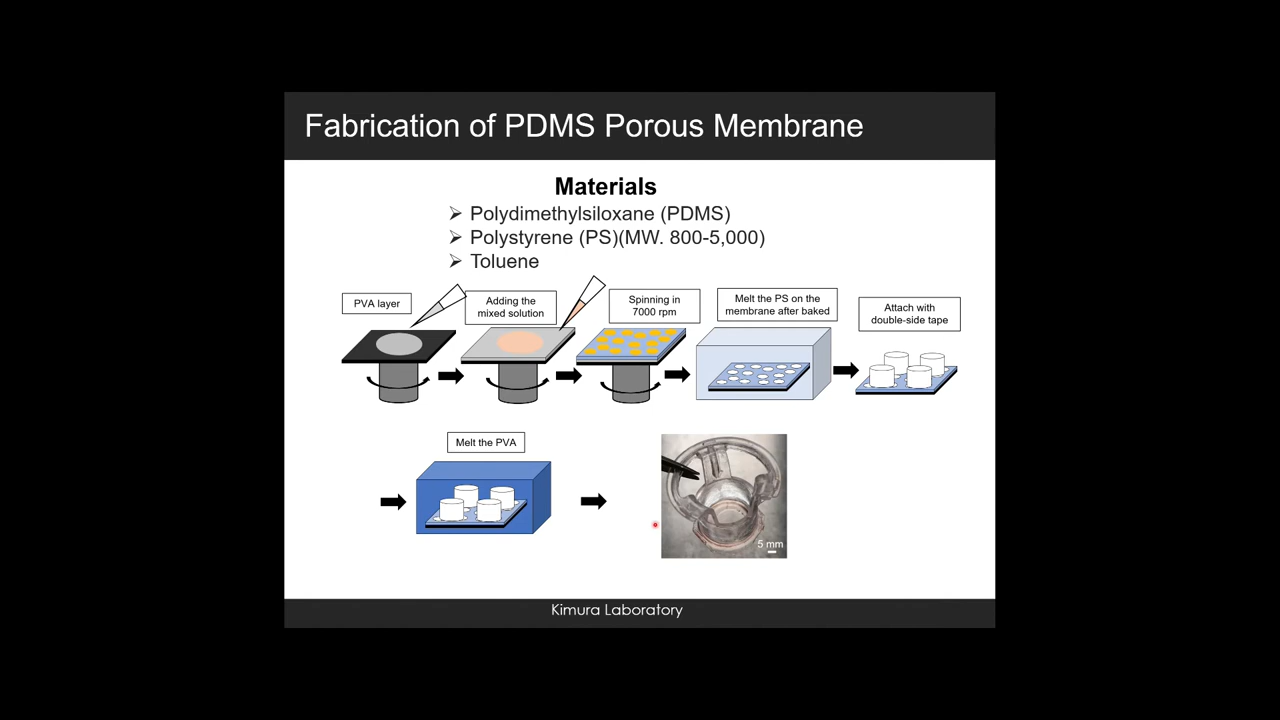 Fabrication of PDMS Porous Membrane
Materials
➢ Polydimethylsiloxane (PDMS)
➢ Polystyrene (PS)(MW. 800-5,000)
➢ Toluene
PVA layer
Adding the
mixed solution
Spinning in
7000 rpm
Melt the PS on the
membrane after baked
Attach with
double-side tape
Melt the PVA
5 mm
Kimura Laboratory